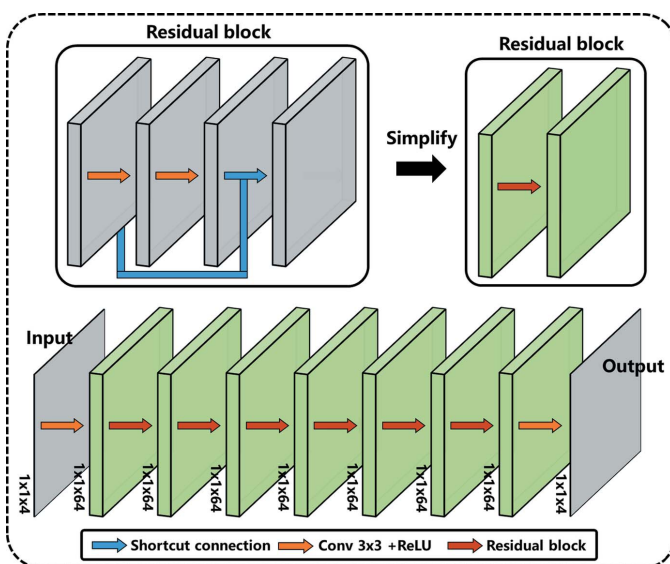 Residual block
Residual block
Simplify
Input
Output
1x1x4
1x1x64
1x1x64
1x1x64
1x1x64
1x1x64
1x1x64
1x1x64
1x1x4
Shortcut connection
Conv 3x3 +ReLU
Residual block